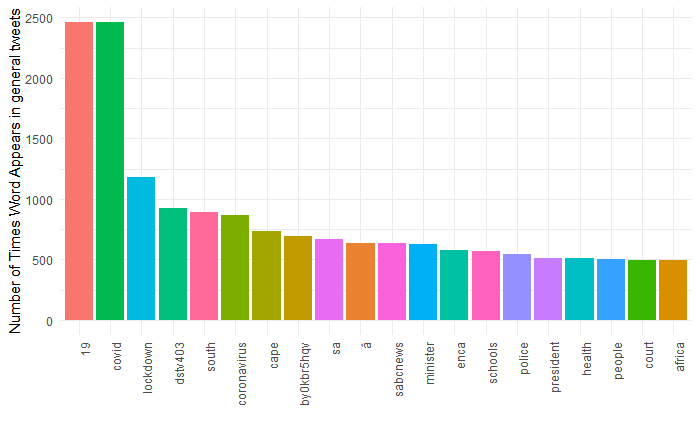 Number of Tiimes Word Appears in general tweets
2500
2000
1500
1000
500
0
19
covid
lockdown
dstv403
south
coronavirus
cape
by0kbr5hqv
sa
â
sabcnews
minister
enca
schools
police
president
health
people
court
africa